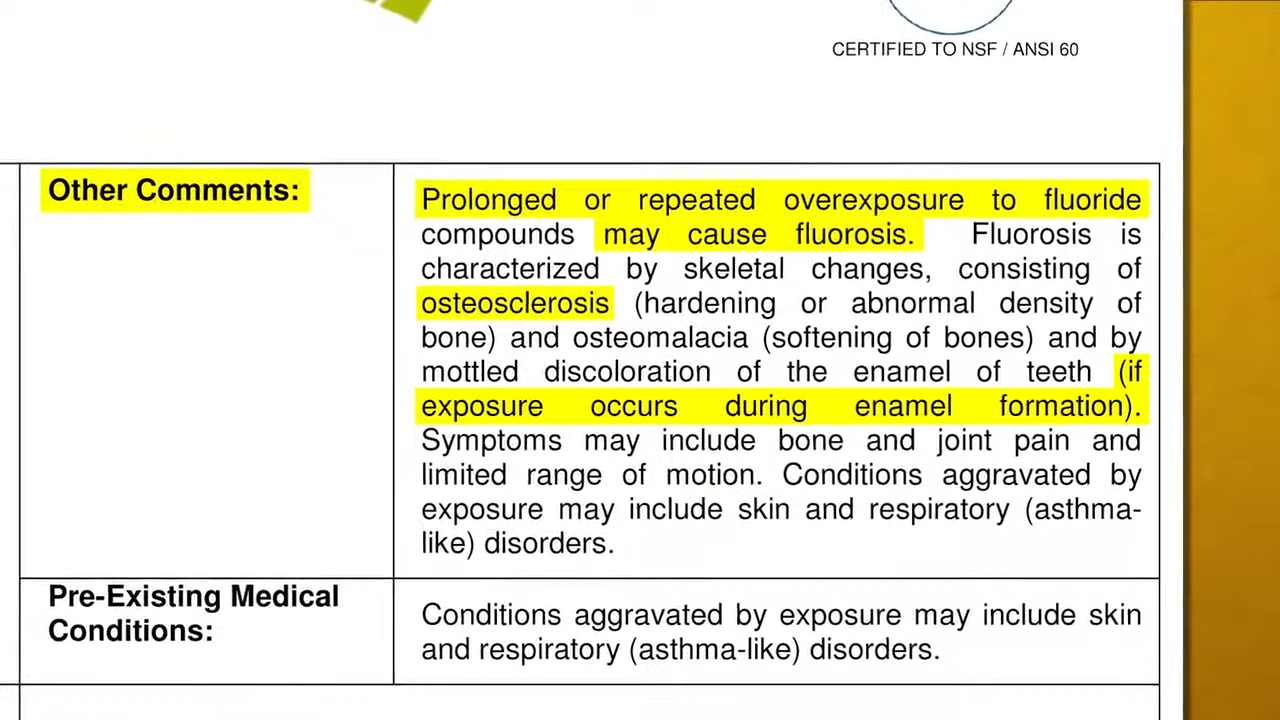 CERTIFIED TO NSF / ANSI 60
Other Comments:
Prolonged or repeated overexposure to fluoride
compounds may cause fluorosis. Fluorosis is
characterized by skeletal changes, consisting of
osteosclerosis (hardening or abnormal density of
bone) and osteomalacia (softening of bones) and by
mottled discoloration of the enamel of teeth (if
exposure occurs during enamel formation).
Symptoms may include bone and joint pain and
limited range of motion. Conditions aggravated by
exposure may include skin and respiratory (asthma-
like) disorders.
Pre-Existing Medical
Conditions:
Conditions aggravated by exposure may include skin
and respiratory (asthma-like) disorders.